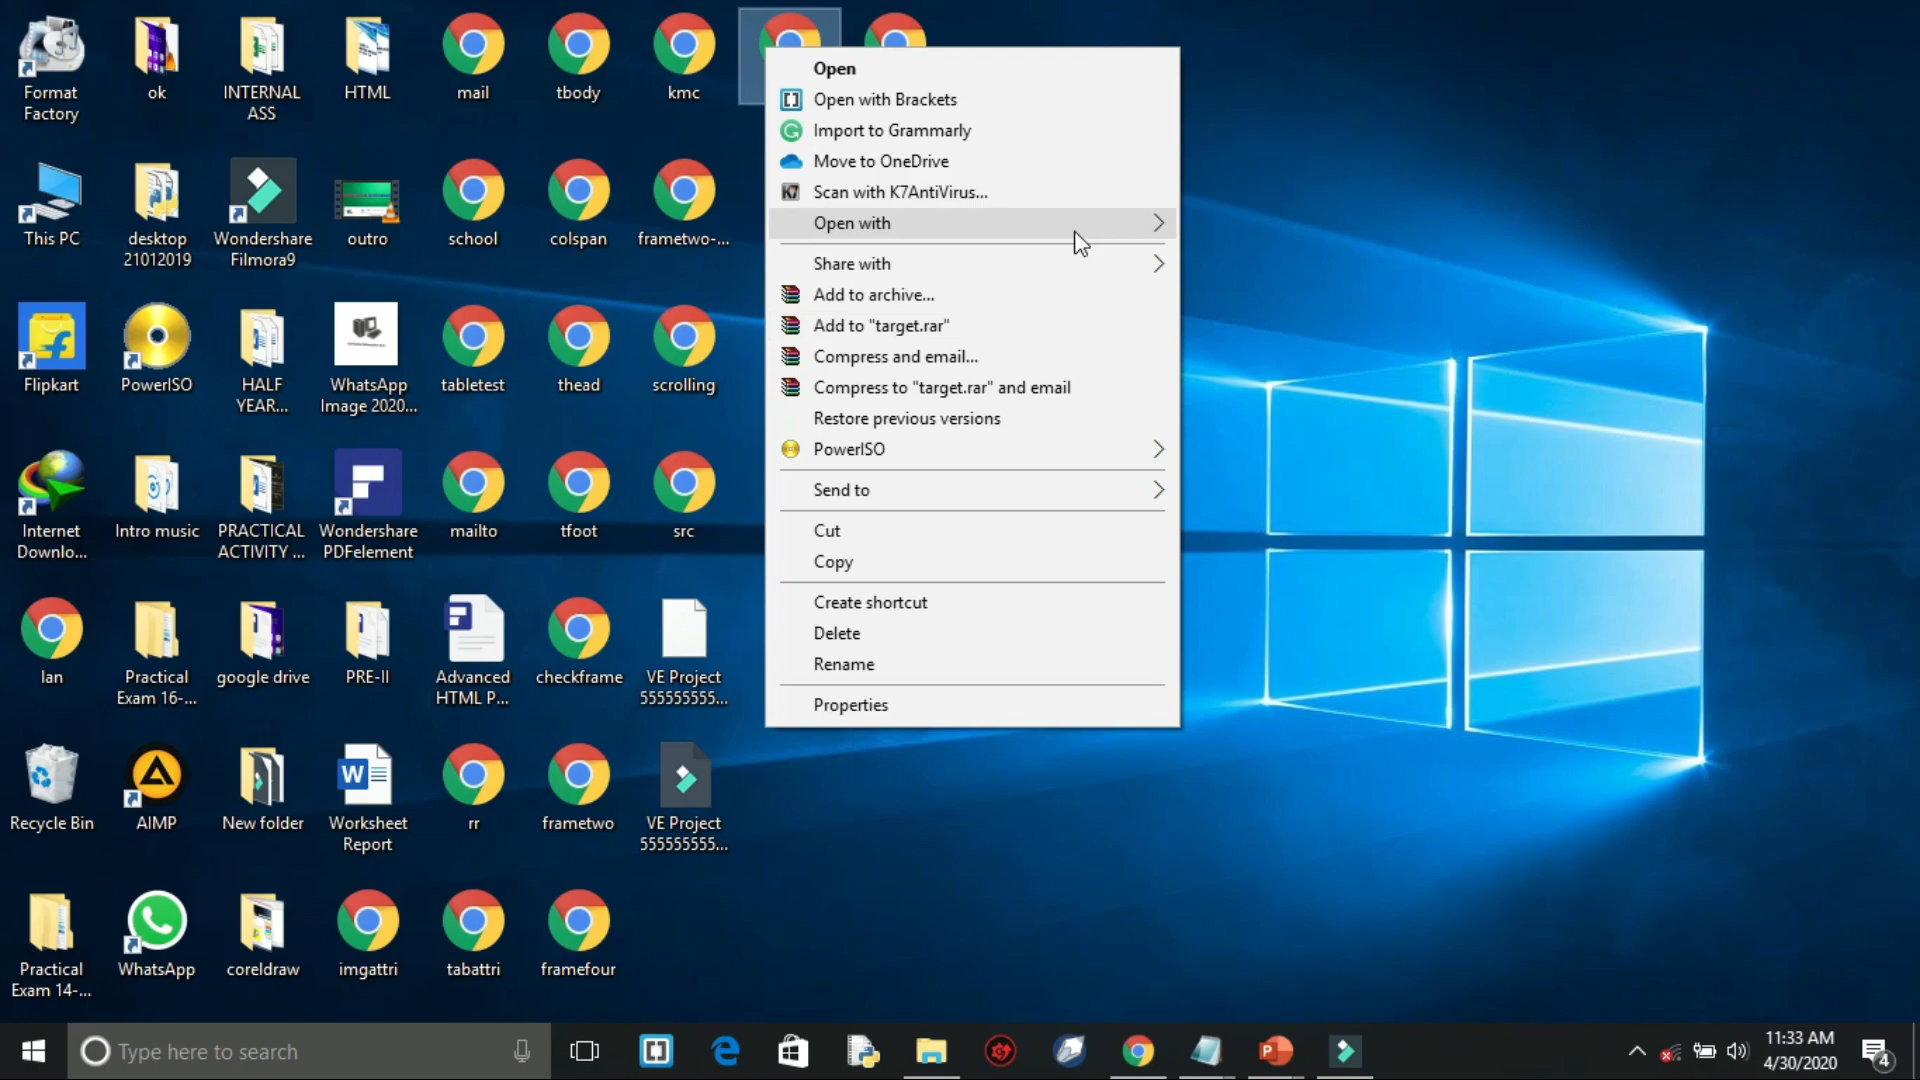 Format
Factory
ok
INTERNAL
ASS
HTML
mail
tbody
kmc
This PC
desktop
21012019
Wondershare
Filmora9
outro
school
colspan
frametwo-...
Flipkart
PowerISO
HALF
YEAR...
WhatsApp
Image 2020...
tabletest
thead
scrolling
Internet
Downlo...
Intro music
PRACTICAL
ACTIVITY ...
Wondershare
PDFelement
mailto
tfoot
src
lan
Practical
Exam 16-...
google drive
PRE-II
Advanced
HTML P...
checkframe
VE Project
555555555...
Recycle Bin
AIMP
New folder
W
Worksheet
Report
rr
frametwo
VE Project
555555555...
Practical
Exam 14-...
WhatsApp
coreldraw
imgattri
tabattri
framefour
Open
Open with Brackets
Import to Grammarly
Move to OneDrive
K7
Scan with K7AntiVirus...
Open with
Share with
Add to archive...
Add to "target.rar"
Compress and email...
Compress to "target.rar" and email
Restore previous versions
PowerISO
Send to
Cut
Copy
Create shortcut
Delete
Rename
Properties
Type here to search
P
11:33 AM
4/30/2020
4